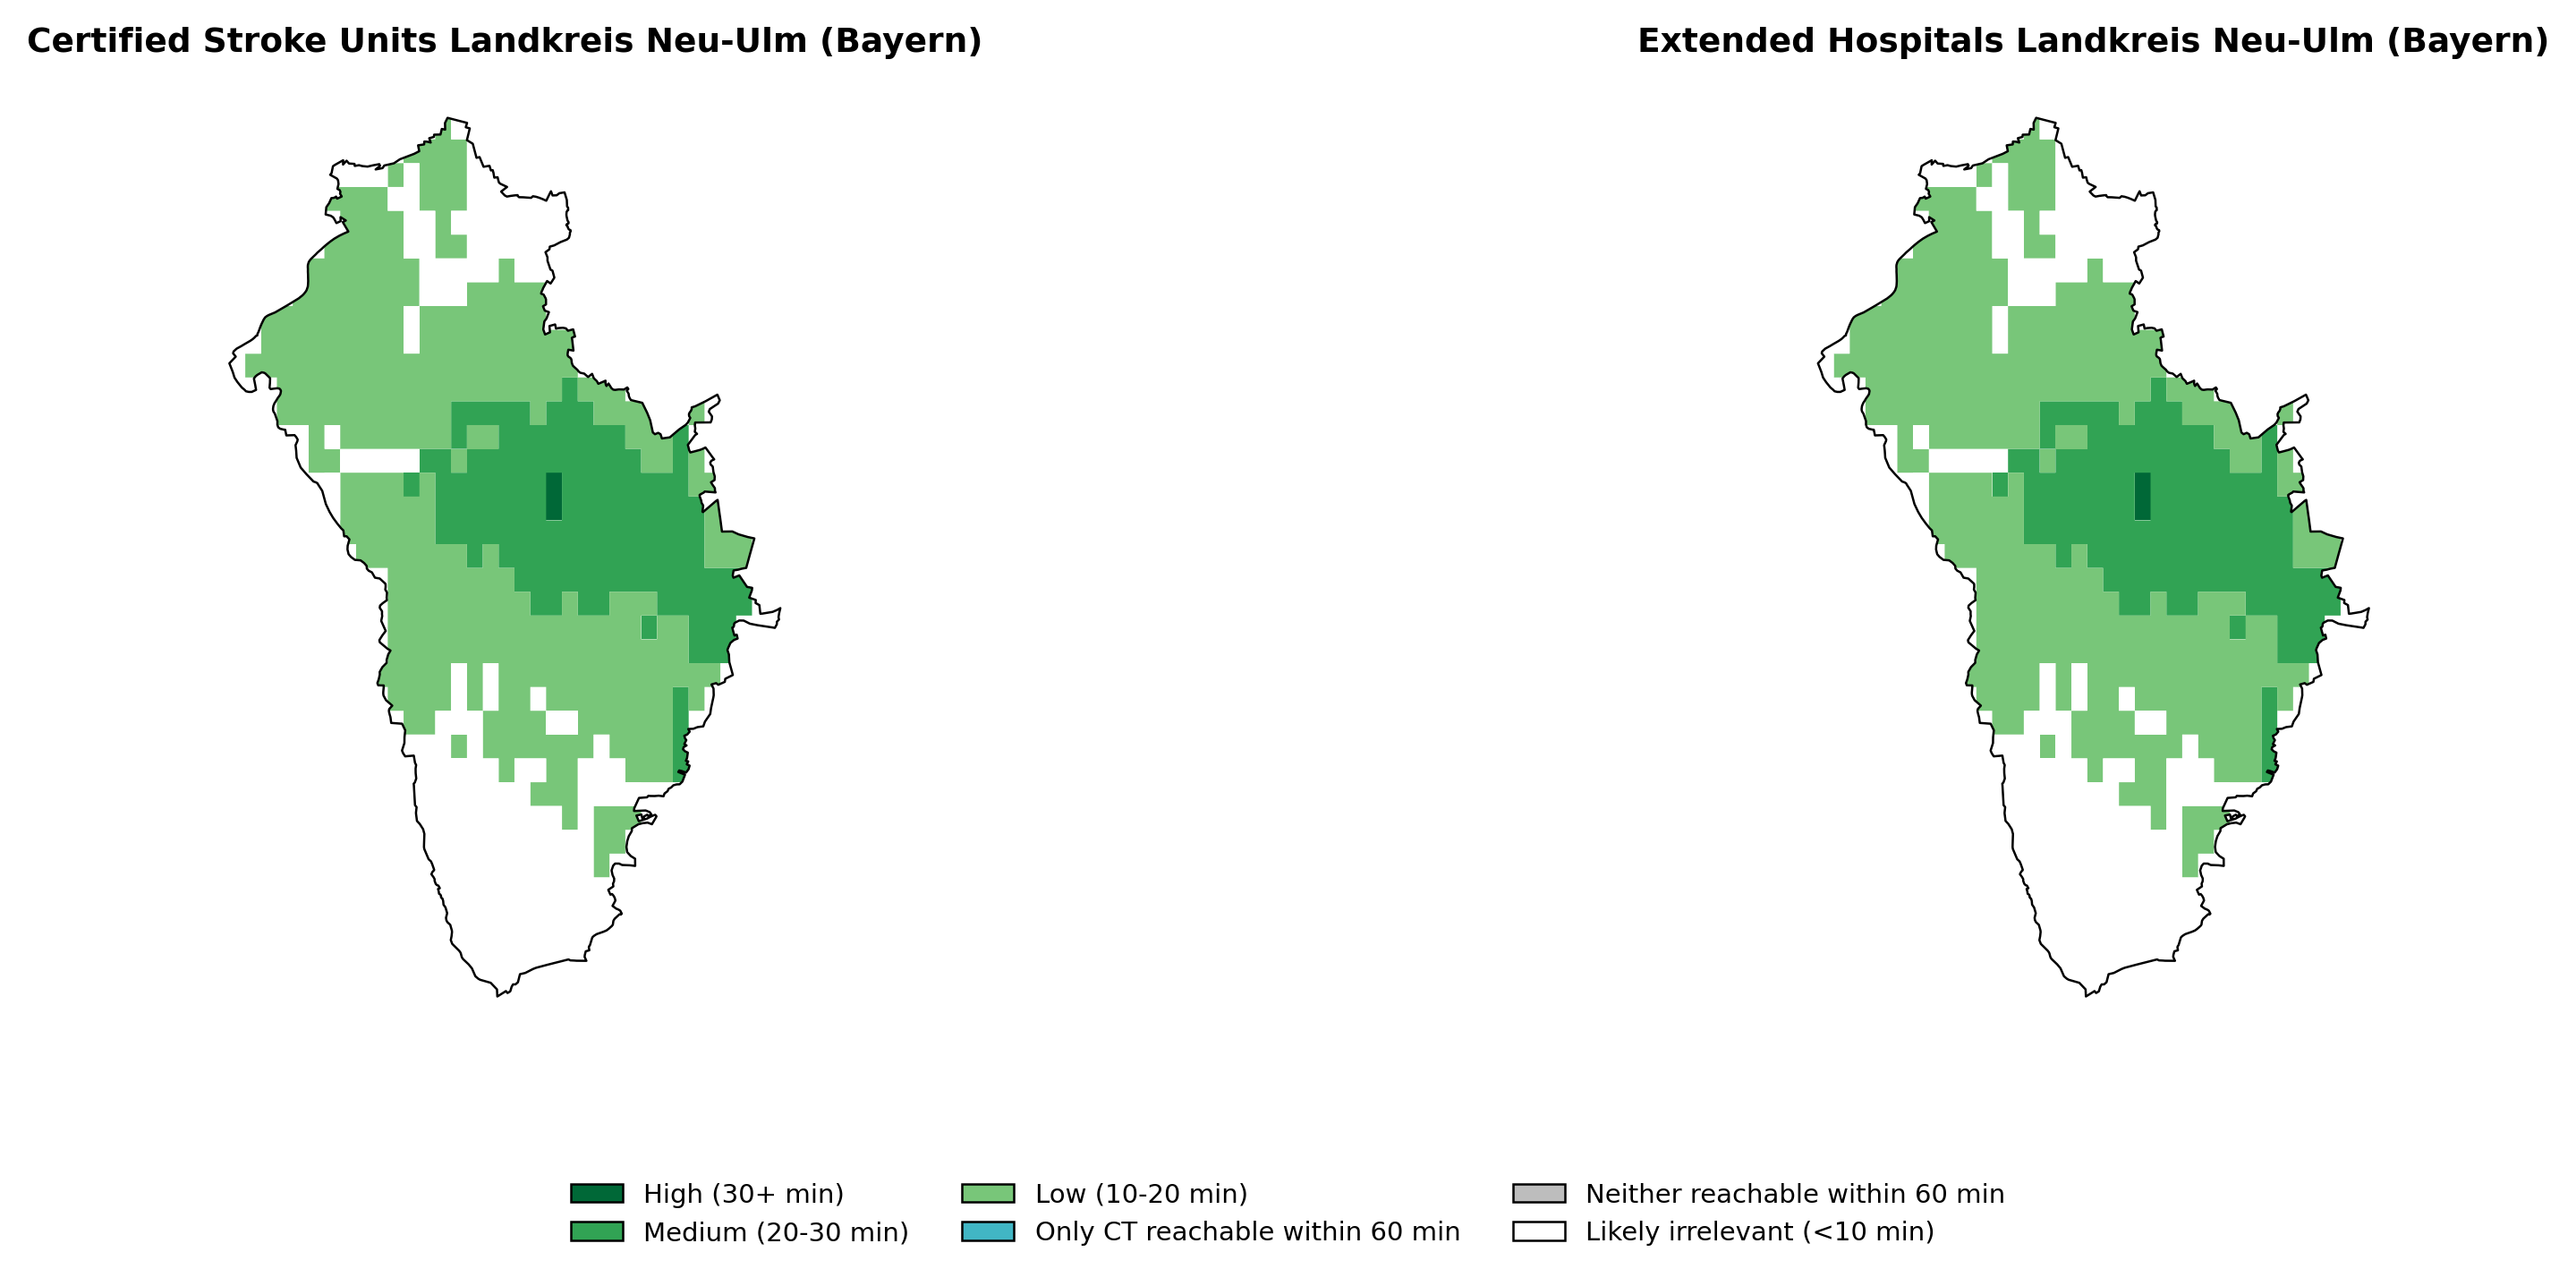 Certified Stroke Units Landkreis Neu-Ulm (Bayern)
Extended Hospitals Landkreis Neu-Ulm (Bayern)
High (30+ min)
Medium (20-30 min)
Low (10-20 min)
Only CT reachable within 60 min
Neither reachable within 60 min
Likely irrelevant (<10 min)